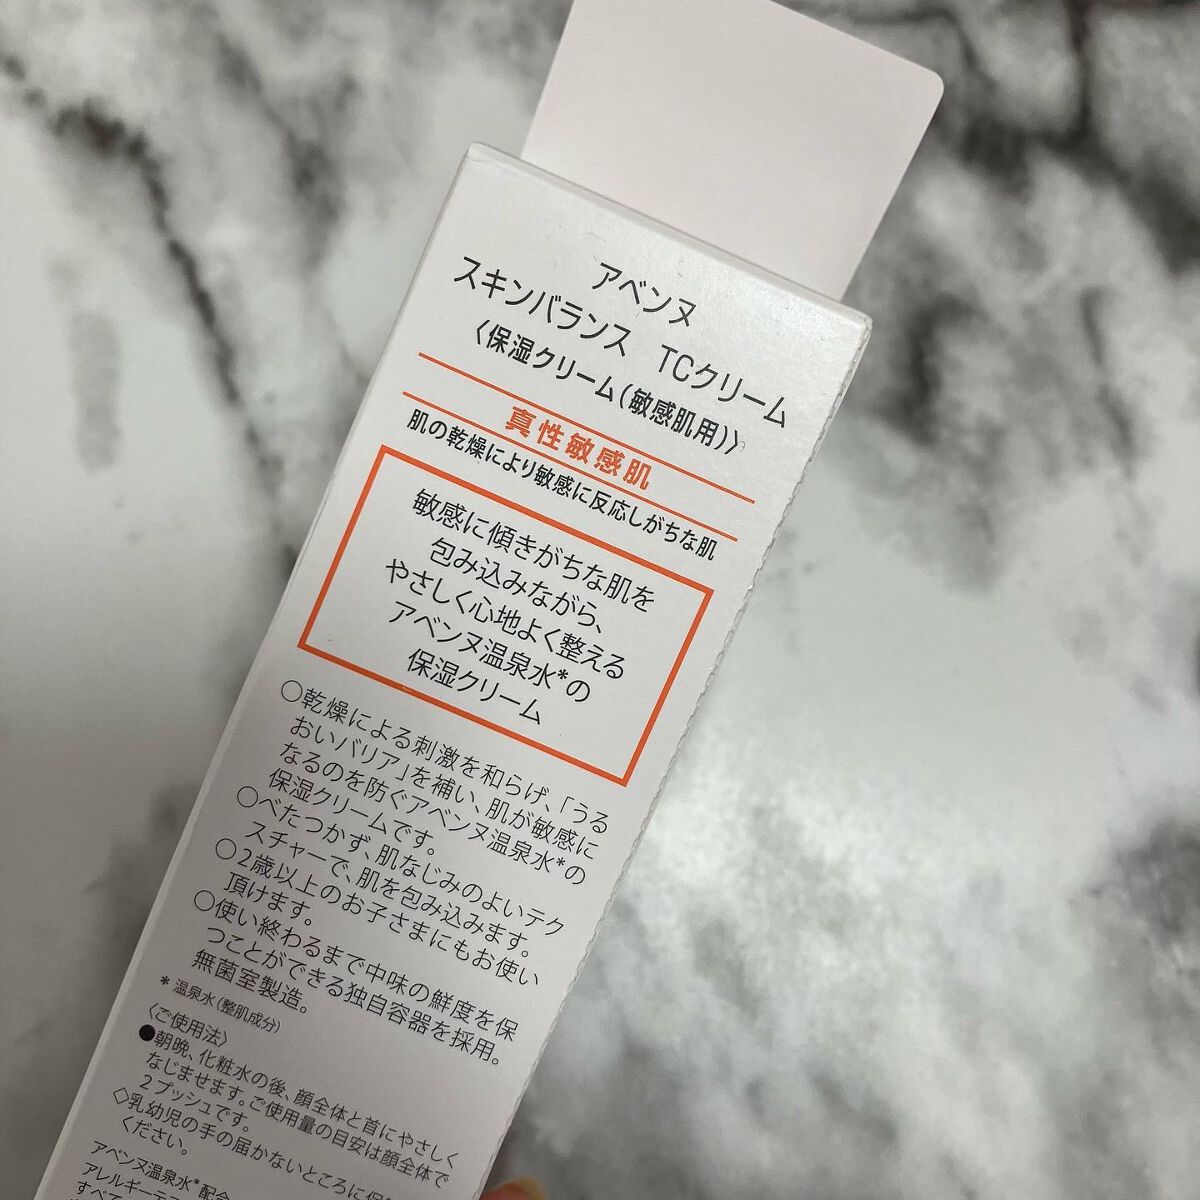 アベンヌ
スキンバランス TCクリーム
〈保湿クリーム(敏感肌用)〉
真性敏感肌
肌の乾燥により敏感に反応しがちな肌
敏感に傾きがちな肌を
包み込みながら、
やさしく心地よく整える
アベンヌ温泉水*の
保湿クリーム
○乾燥による刺激を和らげ、「うる
おいバリア」を補い、肌が敏感に
なるのを防ぐアベンヌ温泉水*の
保湿クリームです。
○べたつかず、肌なじみのよいテク
スチャーで、肌を包み込みます。
○2歳以上のお子さまにもお使い
頂けます。
○使い終わるまで中味の鮮度を保
つことができる独自容器を採用。
無菌室製造。
*温泉水(整肌成分)
〈ご使用法〉
●朝晩、化粧水の後、顔全体と首にやさしく
なじませます。ご使用量の目安は顔全体で
2プッシュです。
◇乳幼児の手の届かないところに保
ください。
アベンヌ温泉水*配合
アレルギーテス
すべて